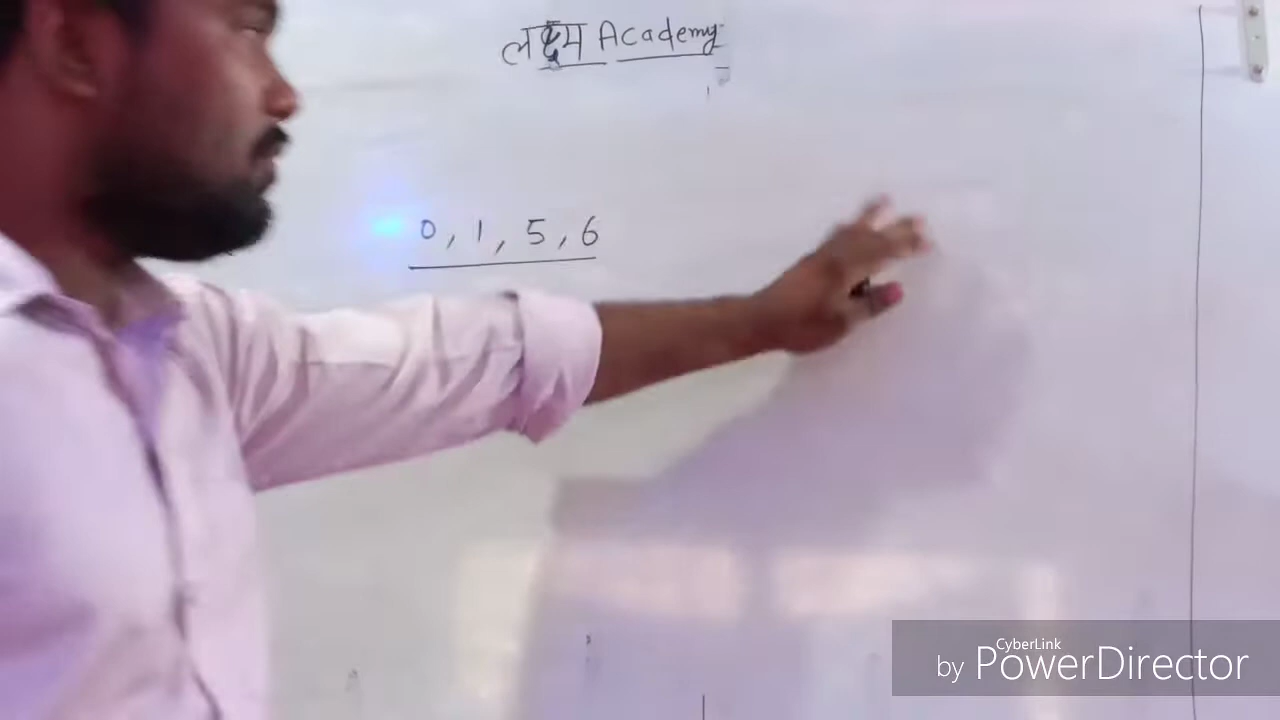 लक्ष्य Academy
0, 1, 5, 6
CyberLink
by PowerDirector